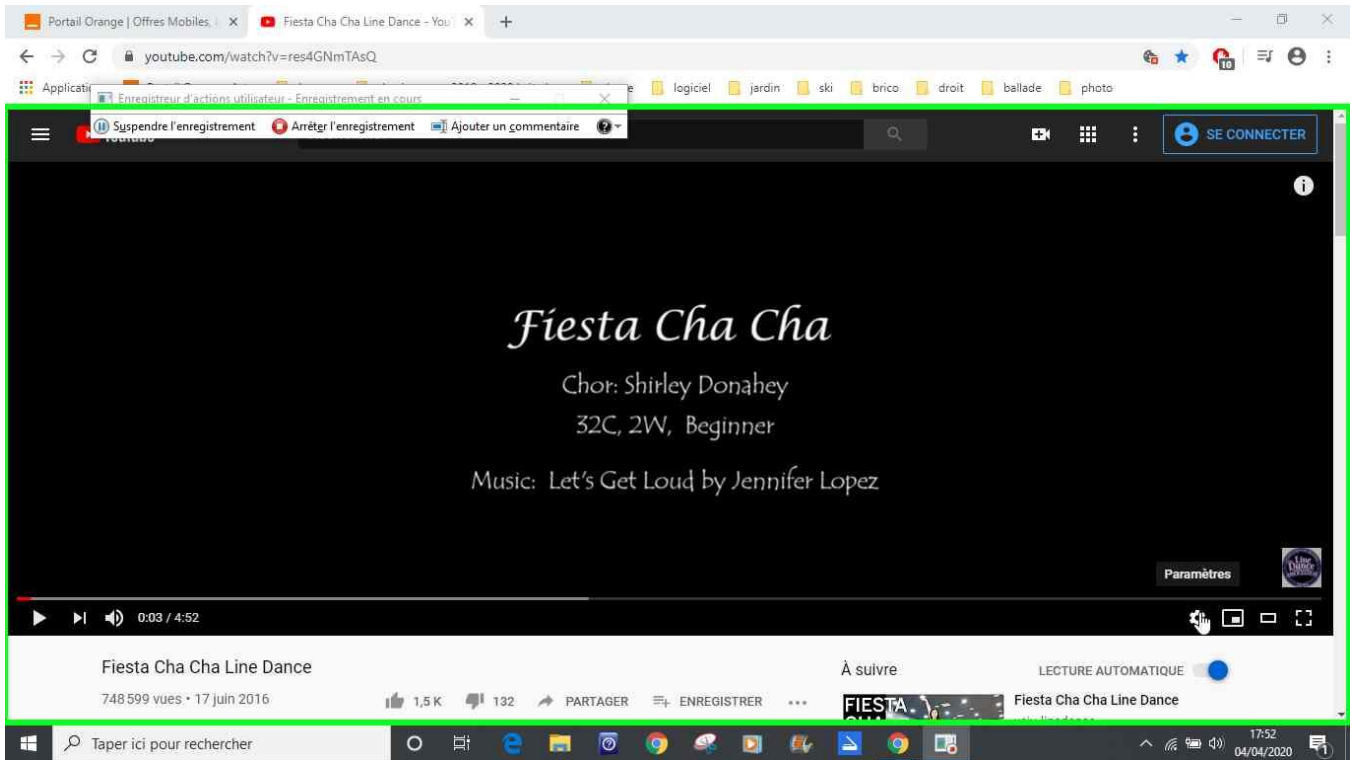 Portail Orange | Offres Mobiles,
Fiesta Cha Cha Line Dance - You
youtube.com/watch?v=res4GNmTAsQ
10
Applicati
logiciel
jardin
ski
brico
droit
ballade
photo
Enregistreur d'actions utilisateur - Enregistrement en cours
Suspendre l'enregistrement
Arrêter l'enregistrement
Ajouter un commentaire
SE CONNECTER
Fiesta Cha Cha
Chor: Shirley Donahey
32C, 2W, Beginner
Music: Let's Get Loud by Jennifer Lopez
Paramètres
Line
Dance
0:03 / 4:52
Fiesta Cha Cha Line Dance
À suivre
LECTURE AUTOMATIQUE
748 599 vues • 17 juin 2016
1,5 K
132
PARTAGER
ENREGISTRER
FIESTA
Fiesta Cha Cha Line Dance
Taper ici pour rechercher
17:52
04/04/2020
1